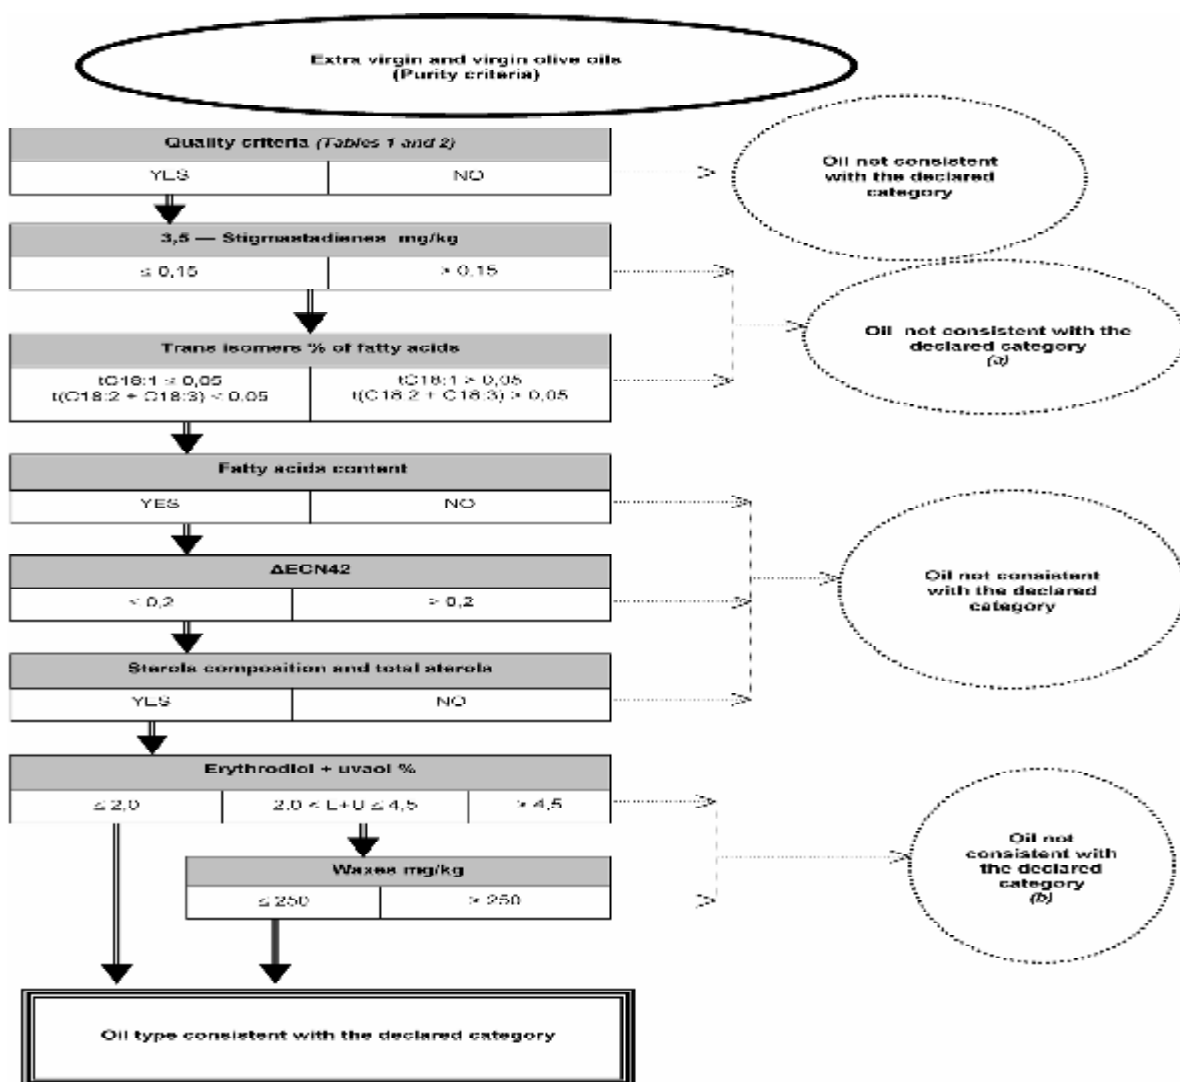 Extra virgin and virgin olive oils
(Purity criteria)
Quality criteria (Tables 1 and 2)
YES NO
Oil not consistent
with the declared
category
3,5 — Stigmastadienes mg/kg
≤ 0,15 > 0,15
Oil not consistent with the
declared category
(a)
Trans isomers % of fatty acids
tC18:1 ≤ 0,05 tC18:1 > 0,05
t(C18:2 + C18:3) ≤ 0,05 t(C18:2 + C18:3) > 0,05
Fatty acids content
YES NO
ΔECN42
≤ 0,2 > 0,2
Oil not consistent
with the declared
category
Sterols composition and total sterols
YES NO
Erythrodiol + uvaol %
≤ 2,0 2,0 < E+U ≤ 4,5 > 4,5
Waxes mg/kg
≤ 250 > 250
Oil not
consistent with
the declared
category
(b)
Oil type consistent with the declared category